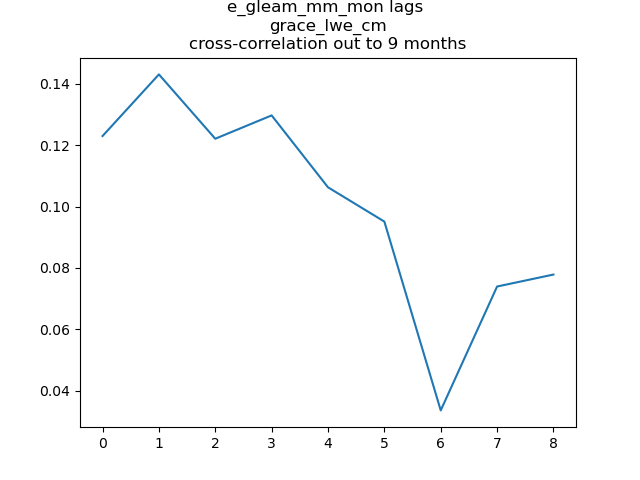 e_gleam_mm_mon lags
grace_lwe_cm
cross-correlation out to 9 months
0.14
0.12
0.10
0.08
0.06
0.04
0 1 2 3 4 5 6 7 8